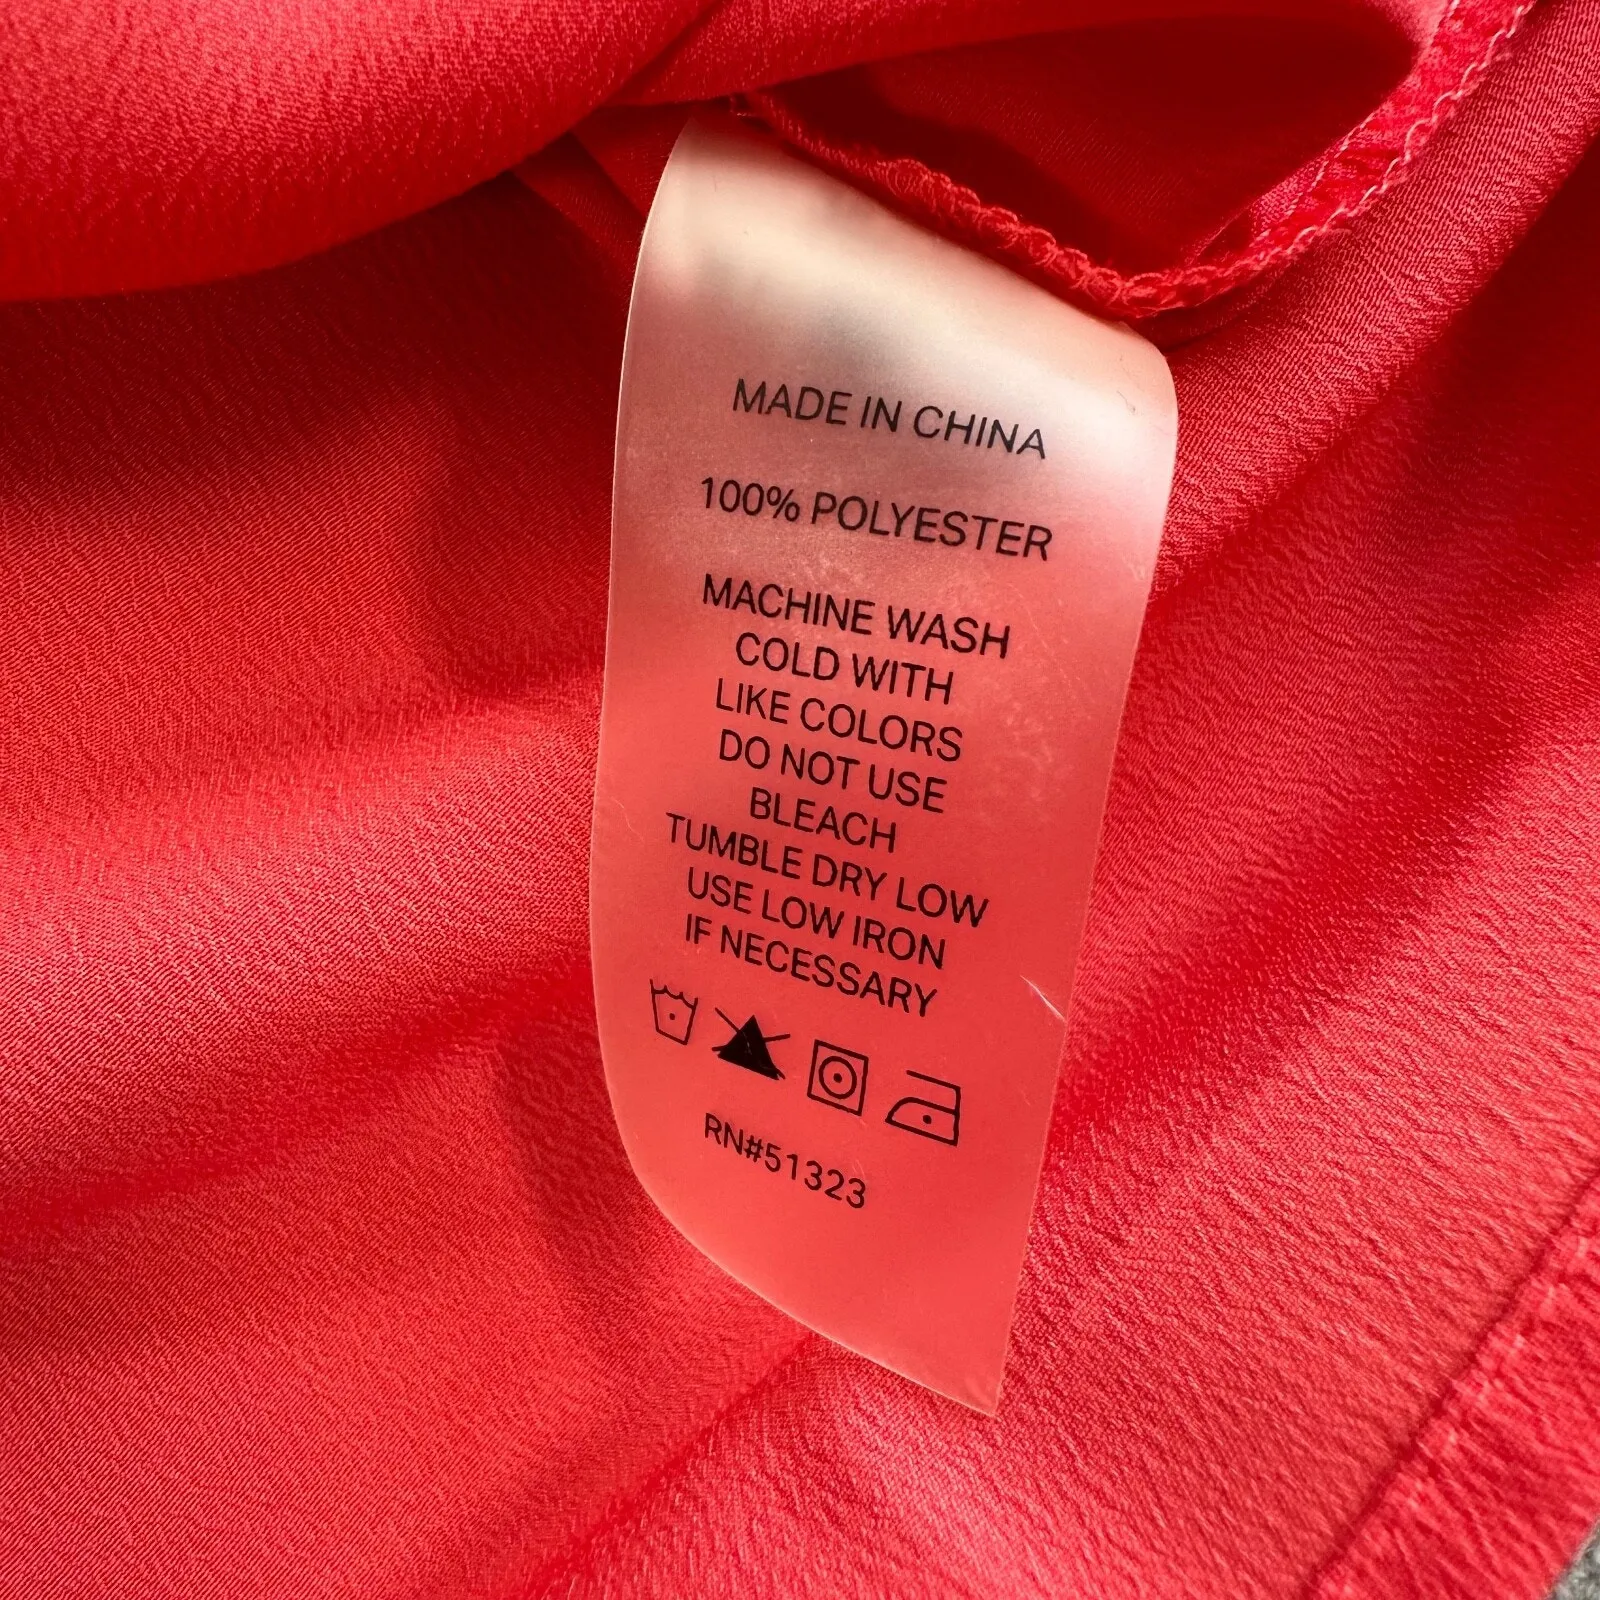 MADE IN CHINA
100% POLYESTER
MACHINE WASH
COLD WITH
LIKE COLORS
DO NOT USE
BLEACH
TUMBLE DRY LOW
USE LOW IRON
IF NECESSARY
RN#51323